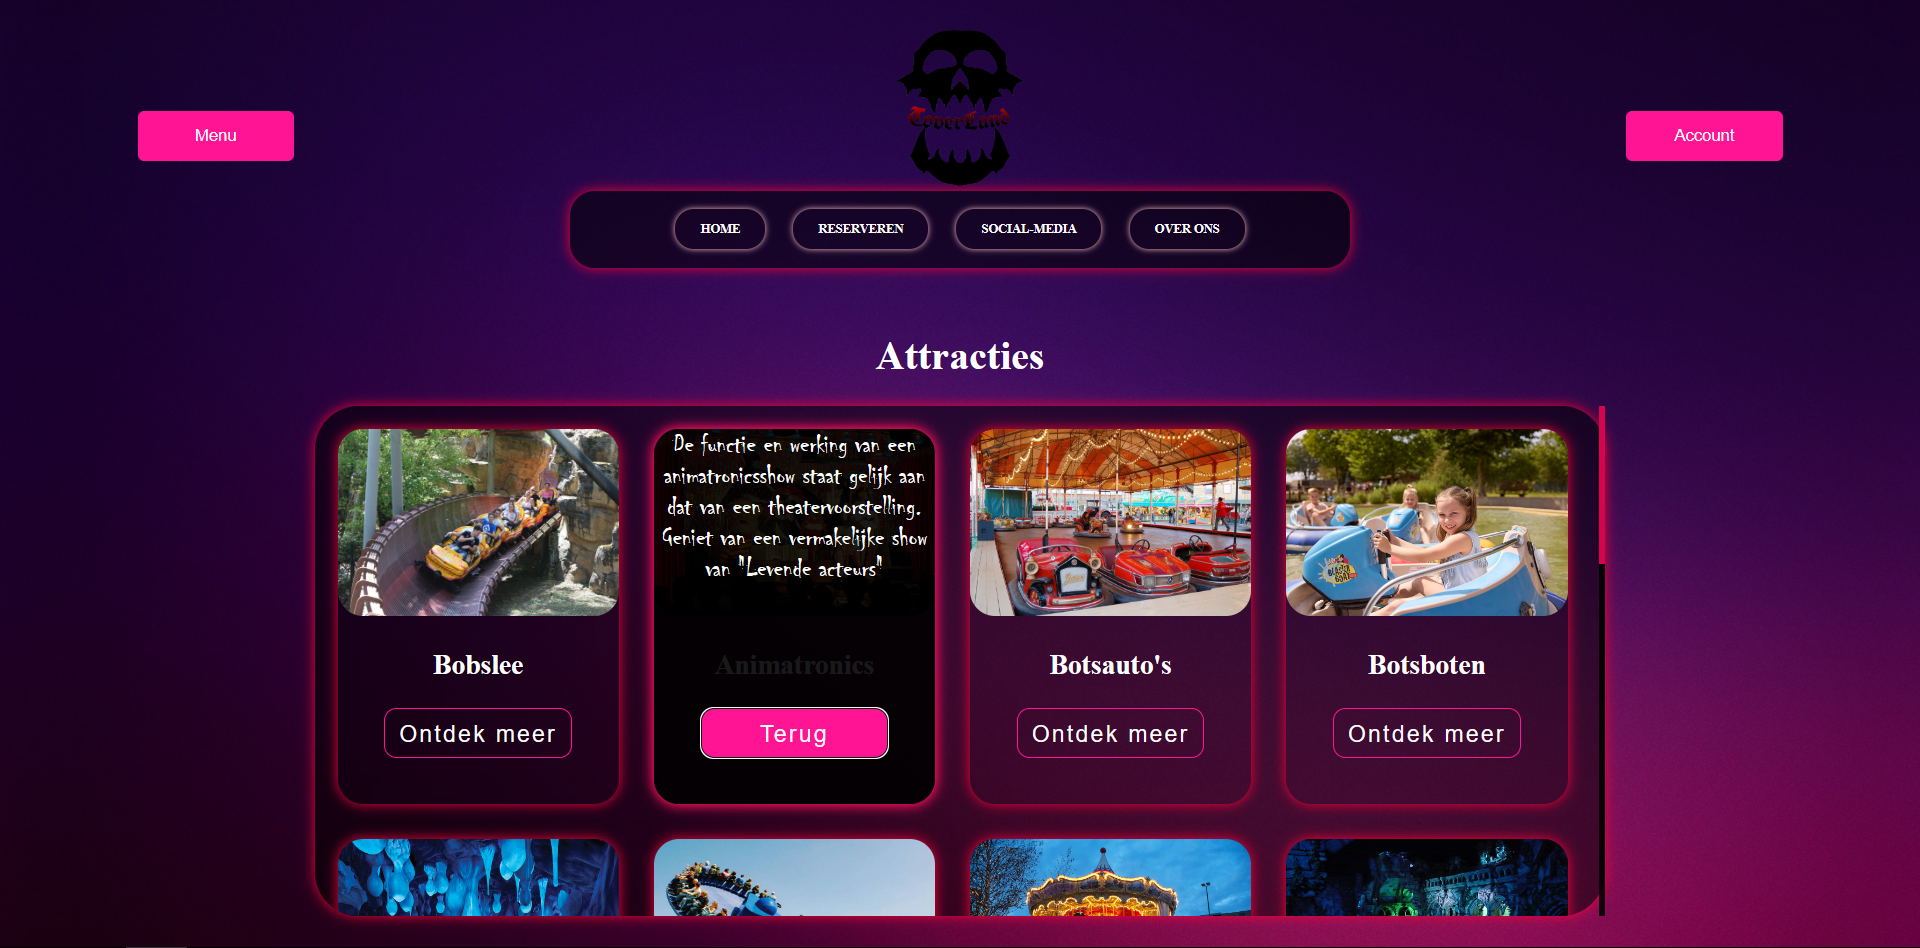 ToverLand
Menu
Account
HOME
RESERVEREN
SOCIAL-MEDIA
OVER ONS
Attracties
De functie en werking van een
animatronicsshow staat gelijk aan
dat van een theatervoorstelling.
Geniet van een vermakelijke show
van "Levende acteurs"
Bobslee
Animatronics
Botsauto's
Botsboten
Ontdek meer
Terug
Ontdek meer
Ontdek meer